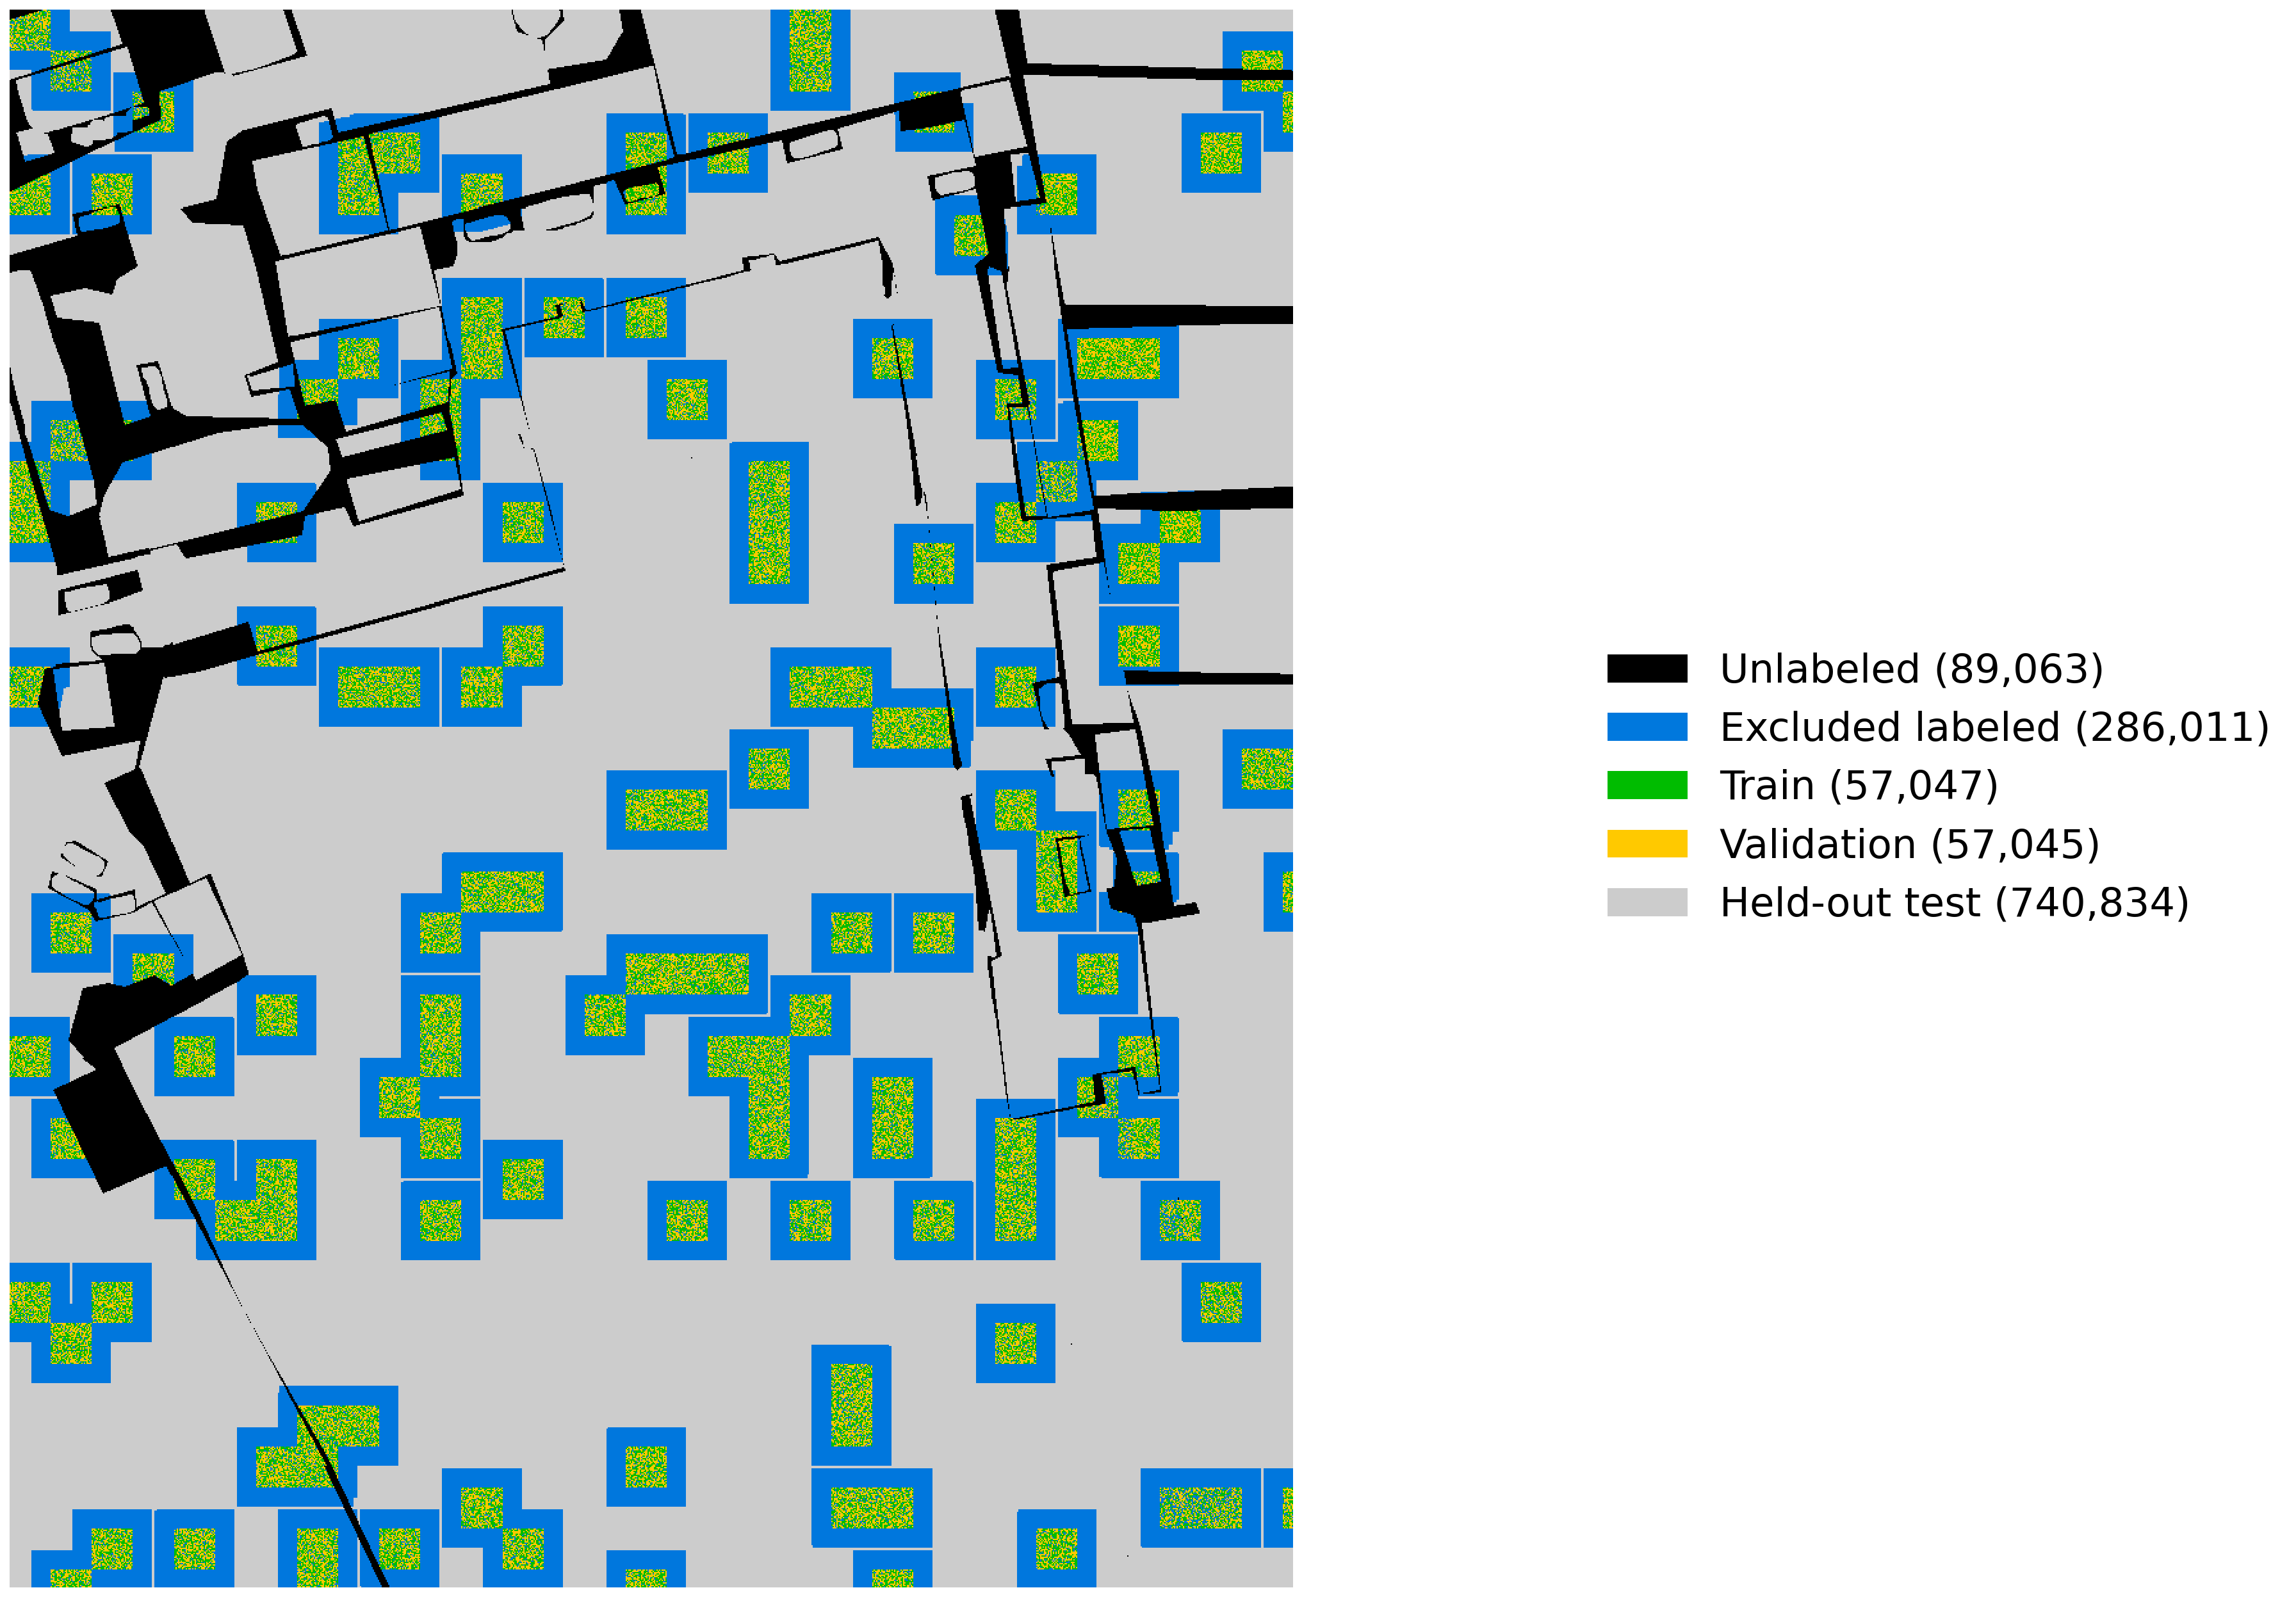 Unlabeled (89,063)
Excluded labeled (286,011)
Train (57,047)
Validation (57,045)
Held-out test (740,834)